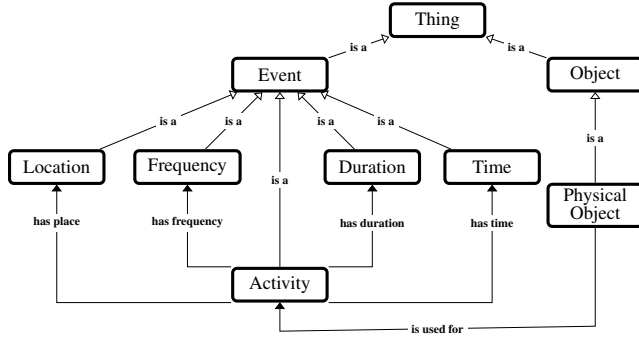 Thing
is a
is a
Event
Object
is a
is a
is a
is a
is a
is a
Location
Frequency
Duration
Time
Physical
Object
has place
has frequency
has duration
has time
Activity
is used for